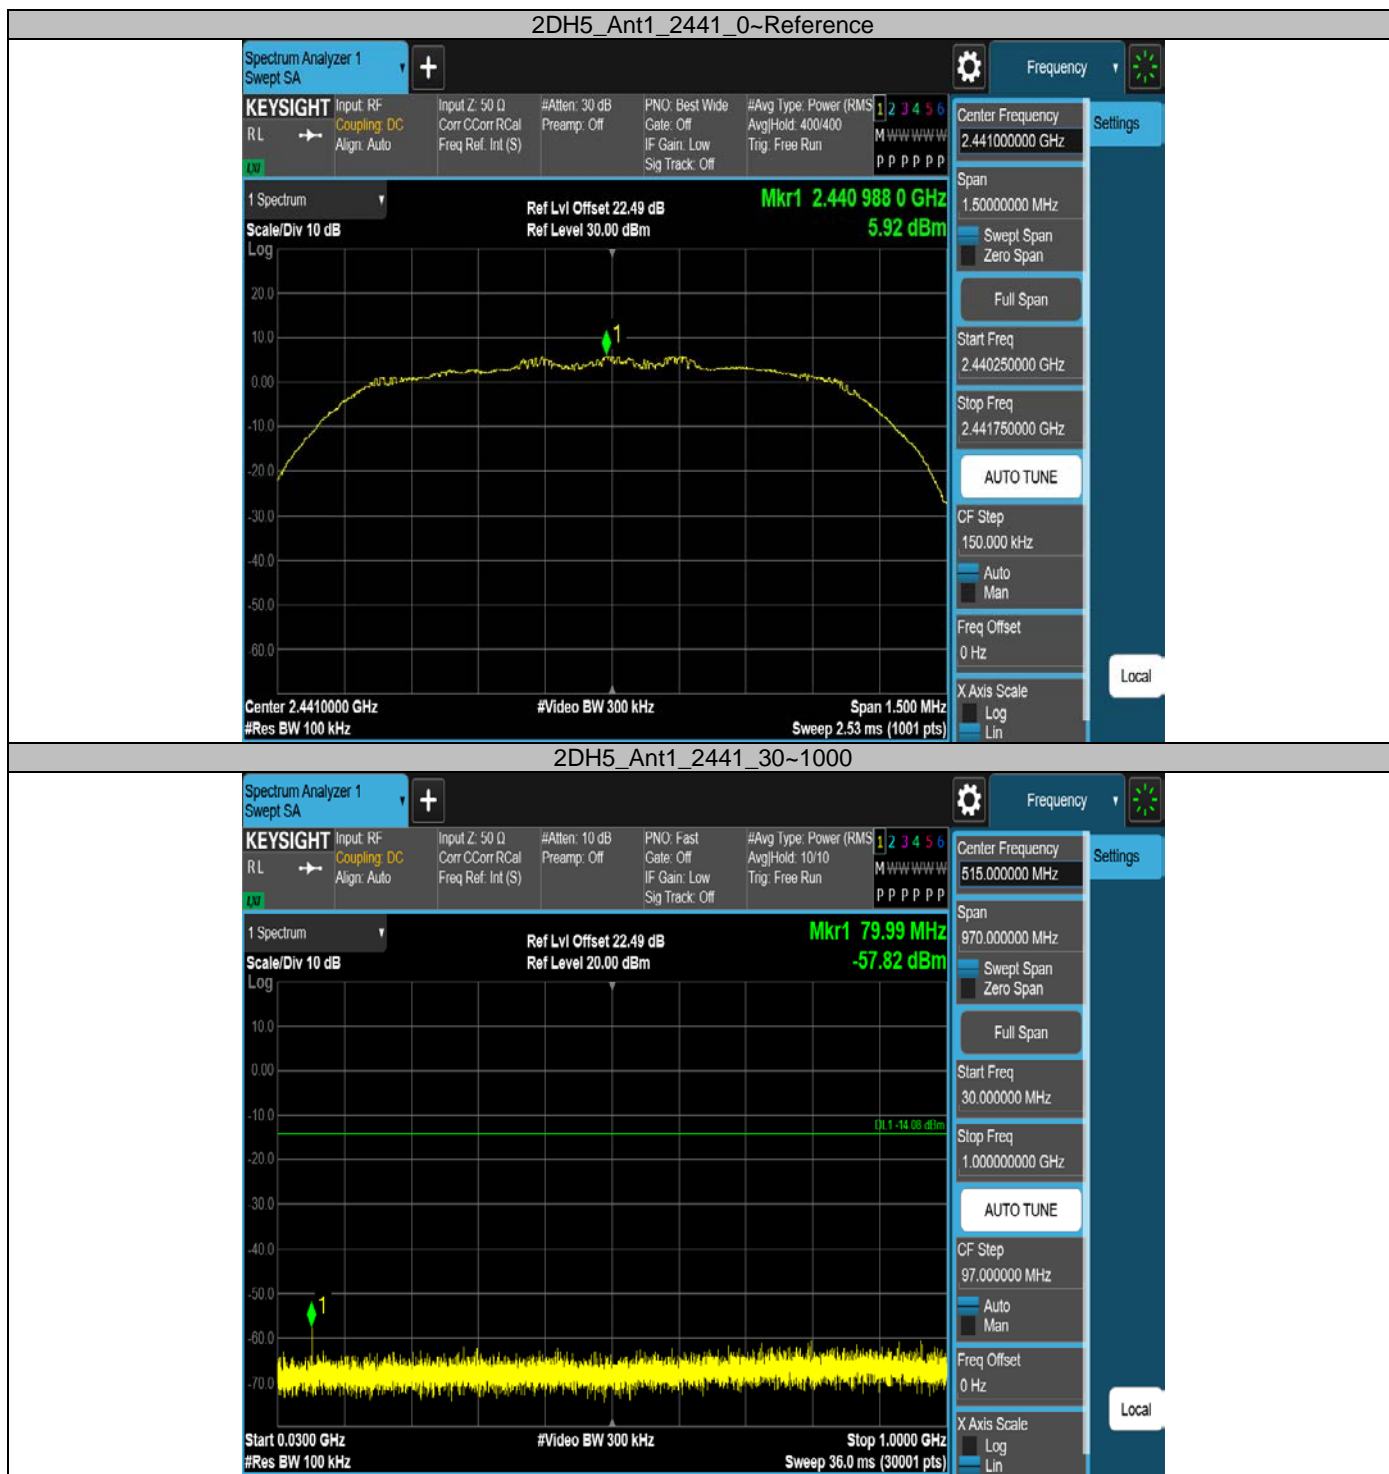 2DH5_Ant1_2441_0~Reference
Spectrum Analyzer 1
Swept SA
+
Frequency
KEYSIGHT
RL
LXI
Input: RF
Coupling: DC
Align: Auto
Input Z: 50 Ω
Corr CCorr RCal
Freq Ref: Int (S)
#Atten: 30 dB
Preamp: Off
PNO: Best Wide
Gate: Off
IF Gain: Low
Sig Track: Off
#Avg Type: Power (RMS
Avg|Hold: 400/400
Trig: Free Run
1 2 3 4 5 6
M W W W W W
P P P P P P
1 Spectrum
Scale/Div 10 dB
Log
Ref Lvl Offset 22.49 dB
Ref Level 30.00 dBm
Mkr1 2.440 988 0 GHz
5.92 dBm
20.0
10.0
0.00
-10.0
-20.0
-30.0
-40.0
-50.0
-60.0
1
Center 2.4410000 GHz
#Res BW 100 kHz
#Video BW 300 kHz
Span 1.500 MHz
Sweep 2.53 ms (1001 pts)
Center Frequency
2.441000000 GHz
Settings
Span
1.50000000 MHz
Swept Span
Zero Span
Full Span
Start Freq
2.440250000 GHz
Stop Freq
2.441750000 GHz
AUTO TUNE
CF Step
150.000 kHz
Auto
Man
Freq Offset
0 Hz
X Axis Scale
Log
Lin
Local
2DH5_Ant1_2441_30~1000
Spectrum Analyzer 1
Swept SA
+
Frequency
KEYSIGHT
RL
LXI
Input: RF
Coupling: DC
Align: Auto
Input Z: 50 Ω
Corr CCorr RCal
Freq Ref: Int (S)
#Atten: 10 dB
Preamp: Off
PNO: Fast
Gate: Off
IF Gain: Low
Sig Track: Off
#Avg Type: Power (RMS
Avg|Hold: 10/10
Trig: Free Run
1 2 3 4 5 6
M W W W W W
P P P P P P
1 Spectrum
Scale/Div 10 dB
Log
Ref Lvl Offset 22.49 dB
Ref Level 20.00 dBm
Mkr1 79.99 MHz
-57.82 dBm
10.0
0.00
-10.0
-20.0
-30.0
-40.0
-50.0
-60.0
-70.0
DL1 -14.08 dBm
1
Start 0.0300 GHz
#Res BW 100 kHz
#Video BW 300 kHz
Stop 1.0000 GHz
Sweep 36.0 ms (30001 pts)
Center Frequency
515.000000 MHz
Settings
Span
970.000000 MHz
Swept Span
Zero Span
Full Span
Start Freq
30.000000 MHz
Stop Freq
1.000000000 GHz
AUTO TUNE
CF Step
97.000000 MHz
Auto
Man
Freq Offset
0 Hz
X Axis Scale
Log
Lin
Local